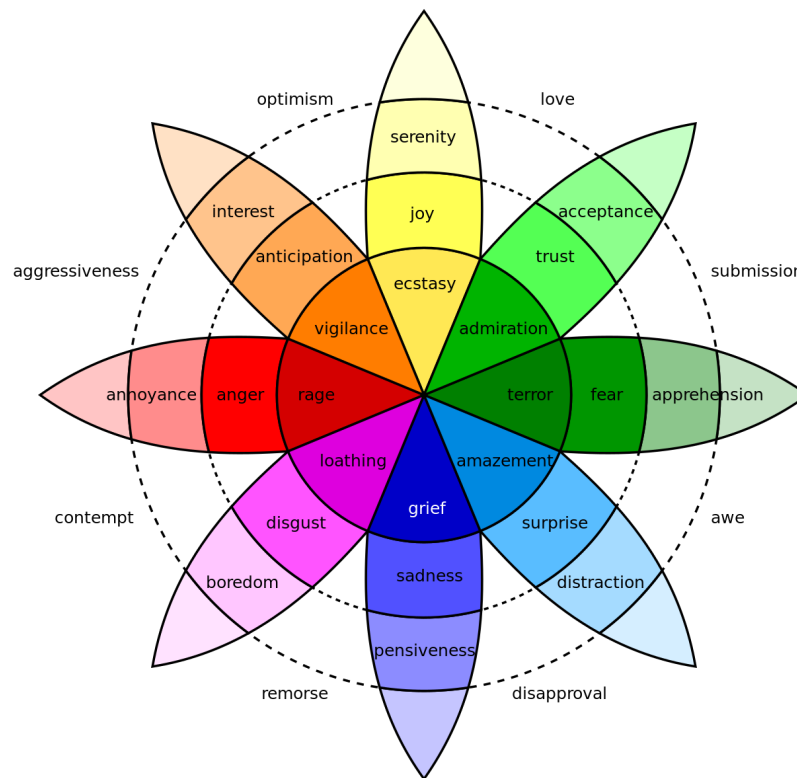 optimism
love
serenity
interest
acceptance
joy
anticipation
trust
aggressiveness
submission
ecstasy
vigilance
admiration
annoyance
anger
rage
terror
fear
apprehension
loathing
amazement
grief
contempt
disgust
surprise
awe
boredom
sadness
distraction
pensiveness
remorse
disapproval